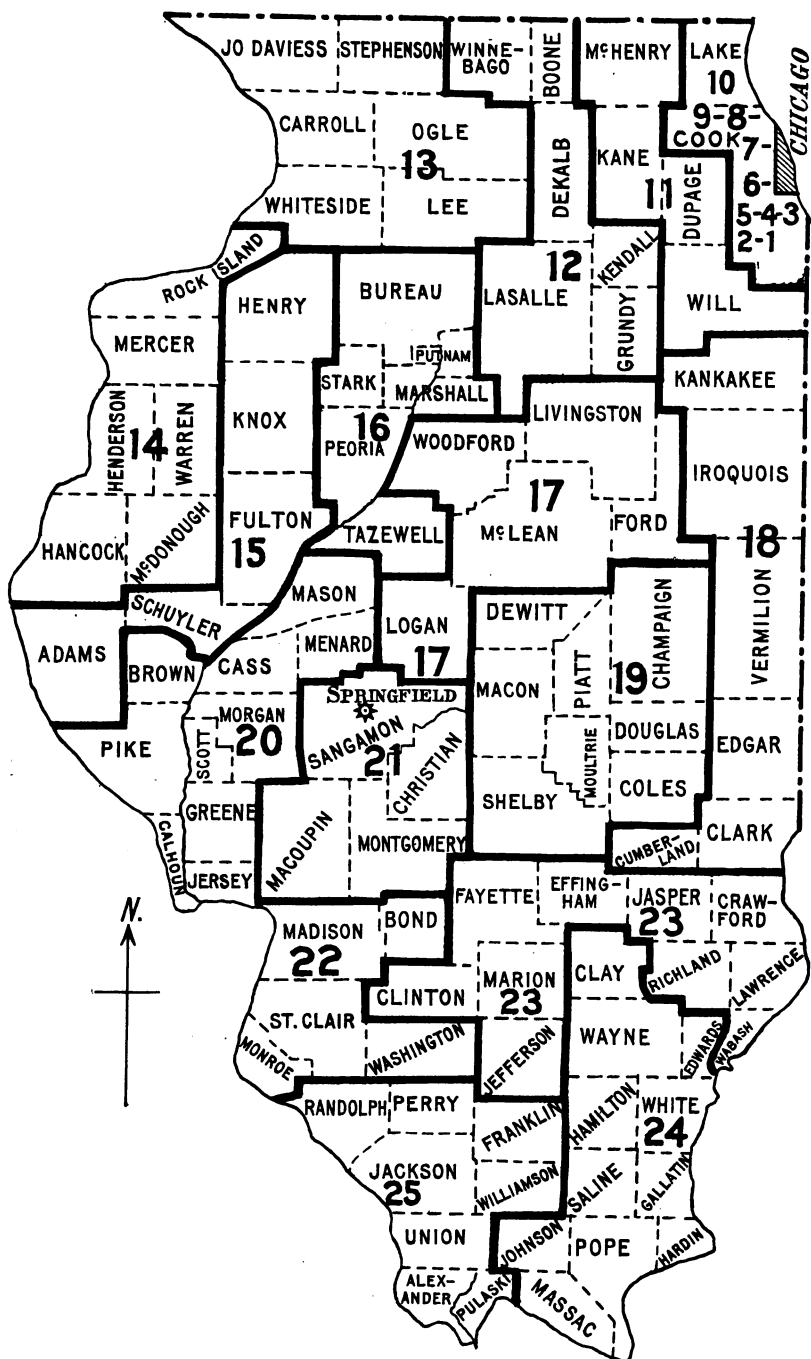 JO DAVIESS
STEPHENSON
WINNE-
BAGO
BOONE
McHENRY
LAKE
10
CHICAGO
CARROLL
OGLE
13
DEKALB
KANE
11
9-8-
COOK
7-
6-
5-4-3
2-1
DUPAGE
WHITESIDE
LEE
ROCK ISLAND
HENRY
BUREAU
LASALLE
12
KENDALL
GRUNDY
WILL
MERCER
PUTNAM
STARK
MARSHALL
KANKAKEE
HENDERSON
14
WARREN
KNOX
16
PEORIA
WOODFORD
LIVINGSTON
17
IROQUOIS
HANCOCK
McDONOUGH
FULTON
15
TAZEWELL
McLEAN
FORD
18
VERMILION
ADAMS
SCHUYLER
BROWN
MASON
MENARD
CASS
LOGAN
17
DEWITT
PIATT
CHAMPAIGN
19
MACON
SPRINGFIELD
PIKE
SCOTT
MORGAN
20
SANGAMON
21
CHRISTIAN
MOULTRIE
DOUGLAS
EDGAR
SHELBY
COLES
GREENE
CALHOUN
JERSEY
MACOUPIN
MONTGOMERY
CUMBER-
LAND
CLARK
N.
MADISON
22
BOND
FAYETTE
EFFING-
HAM
JASPER
23
CRAW-
FORD
CLINTON
MARION
23
CLAY
RICHLAND
LAWRENCE
ST. CLAIR
MONROE
WASHINGTON
JEFFERSON
WAYNE
EDWARDS
WABASH
RANDOLPH
PERRY
FRANKLIN
HAMILTON
WHITE
24
JACKSON
25
WILLIAMSON
SALINE
GALLATIN
UNION
JOHNSON
POPE
HARDIN
ALEX-
ANDER
PULASKI
MASSAC